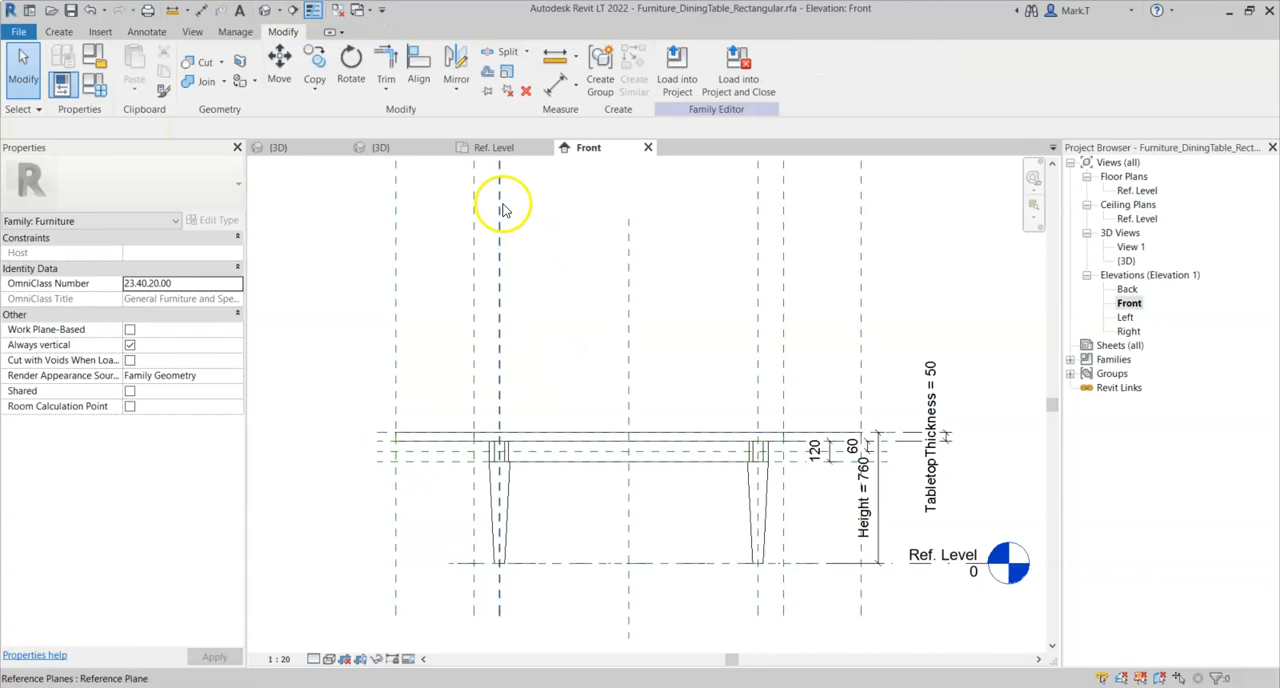 Autodesk Revit LT 2022 - Furniture_DiningTable_Rectangular.rfa - Elevation: Front
Mark.T
File Create Insert Annotate View Manage Modify
Modify
Paste
Cut
Join
Move
Copy
Rotate
Trim
Align
Mirror
Split
Create Group
Create Similar
Load into Project
Load into Project and Close
Select Properties Clipboard Geometry Modify Measure Create Family Editor
Properties
{3D}
{3D}
Ref. Level
Front
Project Browser - Furniture_DiningTable_Rect...
Family: Furniture
Edit Type
Constraints
Host
Identity Data
OmniClass Number 23.40.20.00
OmniClass Title General Furniture and Spe...
Other
Work Plane-Based
Always vertical
Cut with Voids When Loa...
Render Appearance Sour... Family Geometry
Shared
Room Calculation Point
Properties help
Apply
Views (all)
Floor Plans
Ref. Level
Ceiling Plans
Ref. Level
3D Views
View 1
{3D}
Elevations (Elevation 1)
Back
Front
Left
Right
Sheets (all)
Families
Groups
Revit Links
120
60
Height = 760
Tabletop Thickness = 50
Ref. Level
0
1 : 20
Reference Planes : Reference Plane
:0